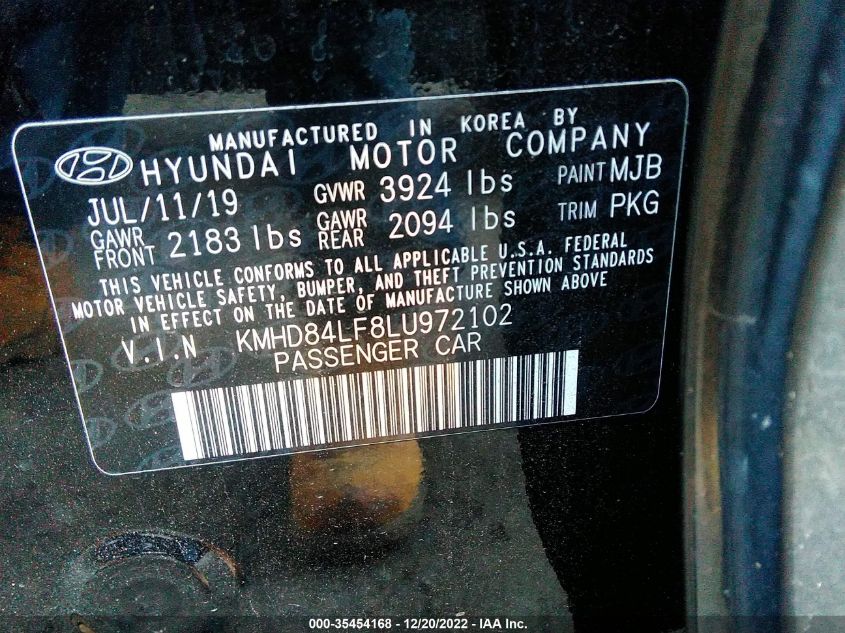 MANUFACTURED IN KOREA BY
HYUNDAI MOTOR COMPANY
JUL/11/19 GVWR 3924 lbs PAINT MJB
GAWR FRONT 2183 lbs GAWR REAR 2094 lbs TRIM PKG
THIS VEHICLE CONFORMS TO ALL APPLICABLE U.S.A. FEDERAL
MOTOR VEHICLE SAFETY, BUMPER, AND THEFT PREVENTION STANDARDS
IN EFFECT ON THE DATE OF MANUFACTURE SHOWN ABOVE
V.I.N KMHD84LF8LU972102
PASSENGER CAR
000-35454168 - 12/20/2022 - IAA Inc.